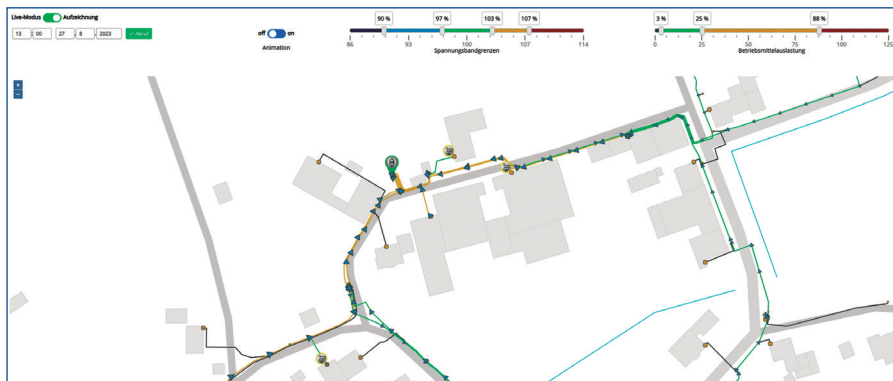 Live-Modus Aufzeichnung
13 : 00 27 . 8 . 2023 ✓ Abruf
off on
Animation
90 % 97 % 103 % 107 %
86 93 100 107 114
Spannungsbandgrenzen
3 % 25 % 88 %
0 25 50 75 100 125
Betriebsmittelauslastung
+
−